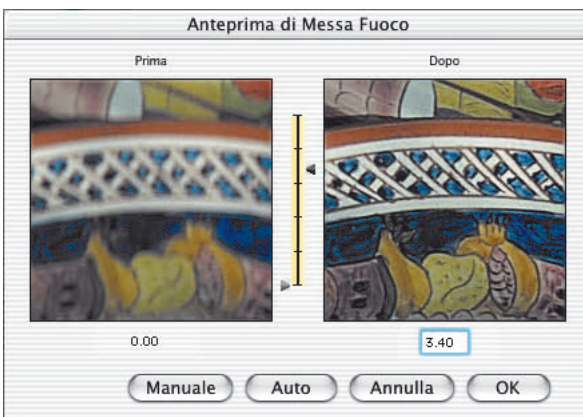 Anteprima di Messa Fuoco
Prima Dopo
0.00 3.40
Manuale Auto Annulla OK